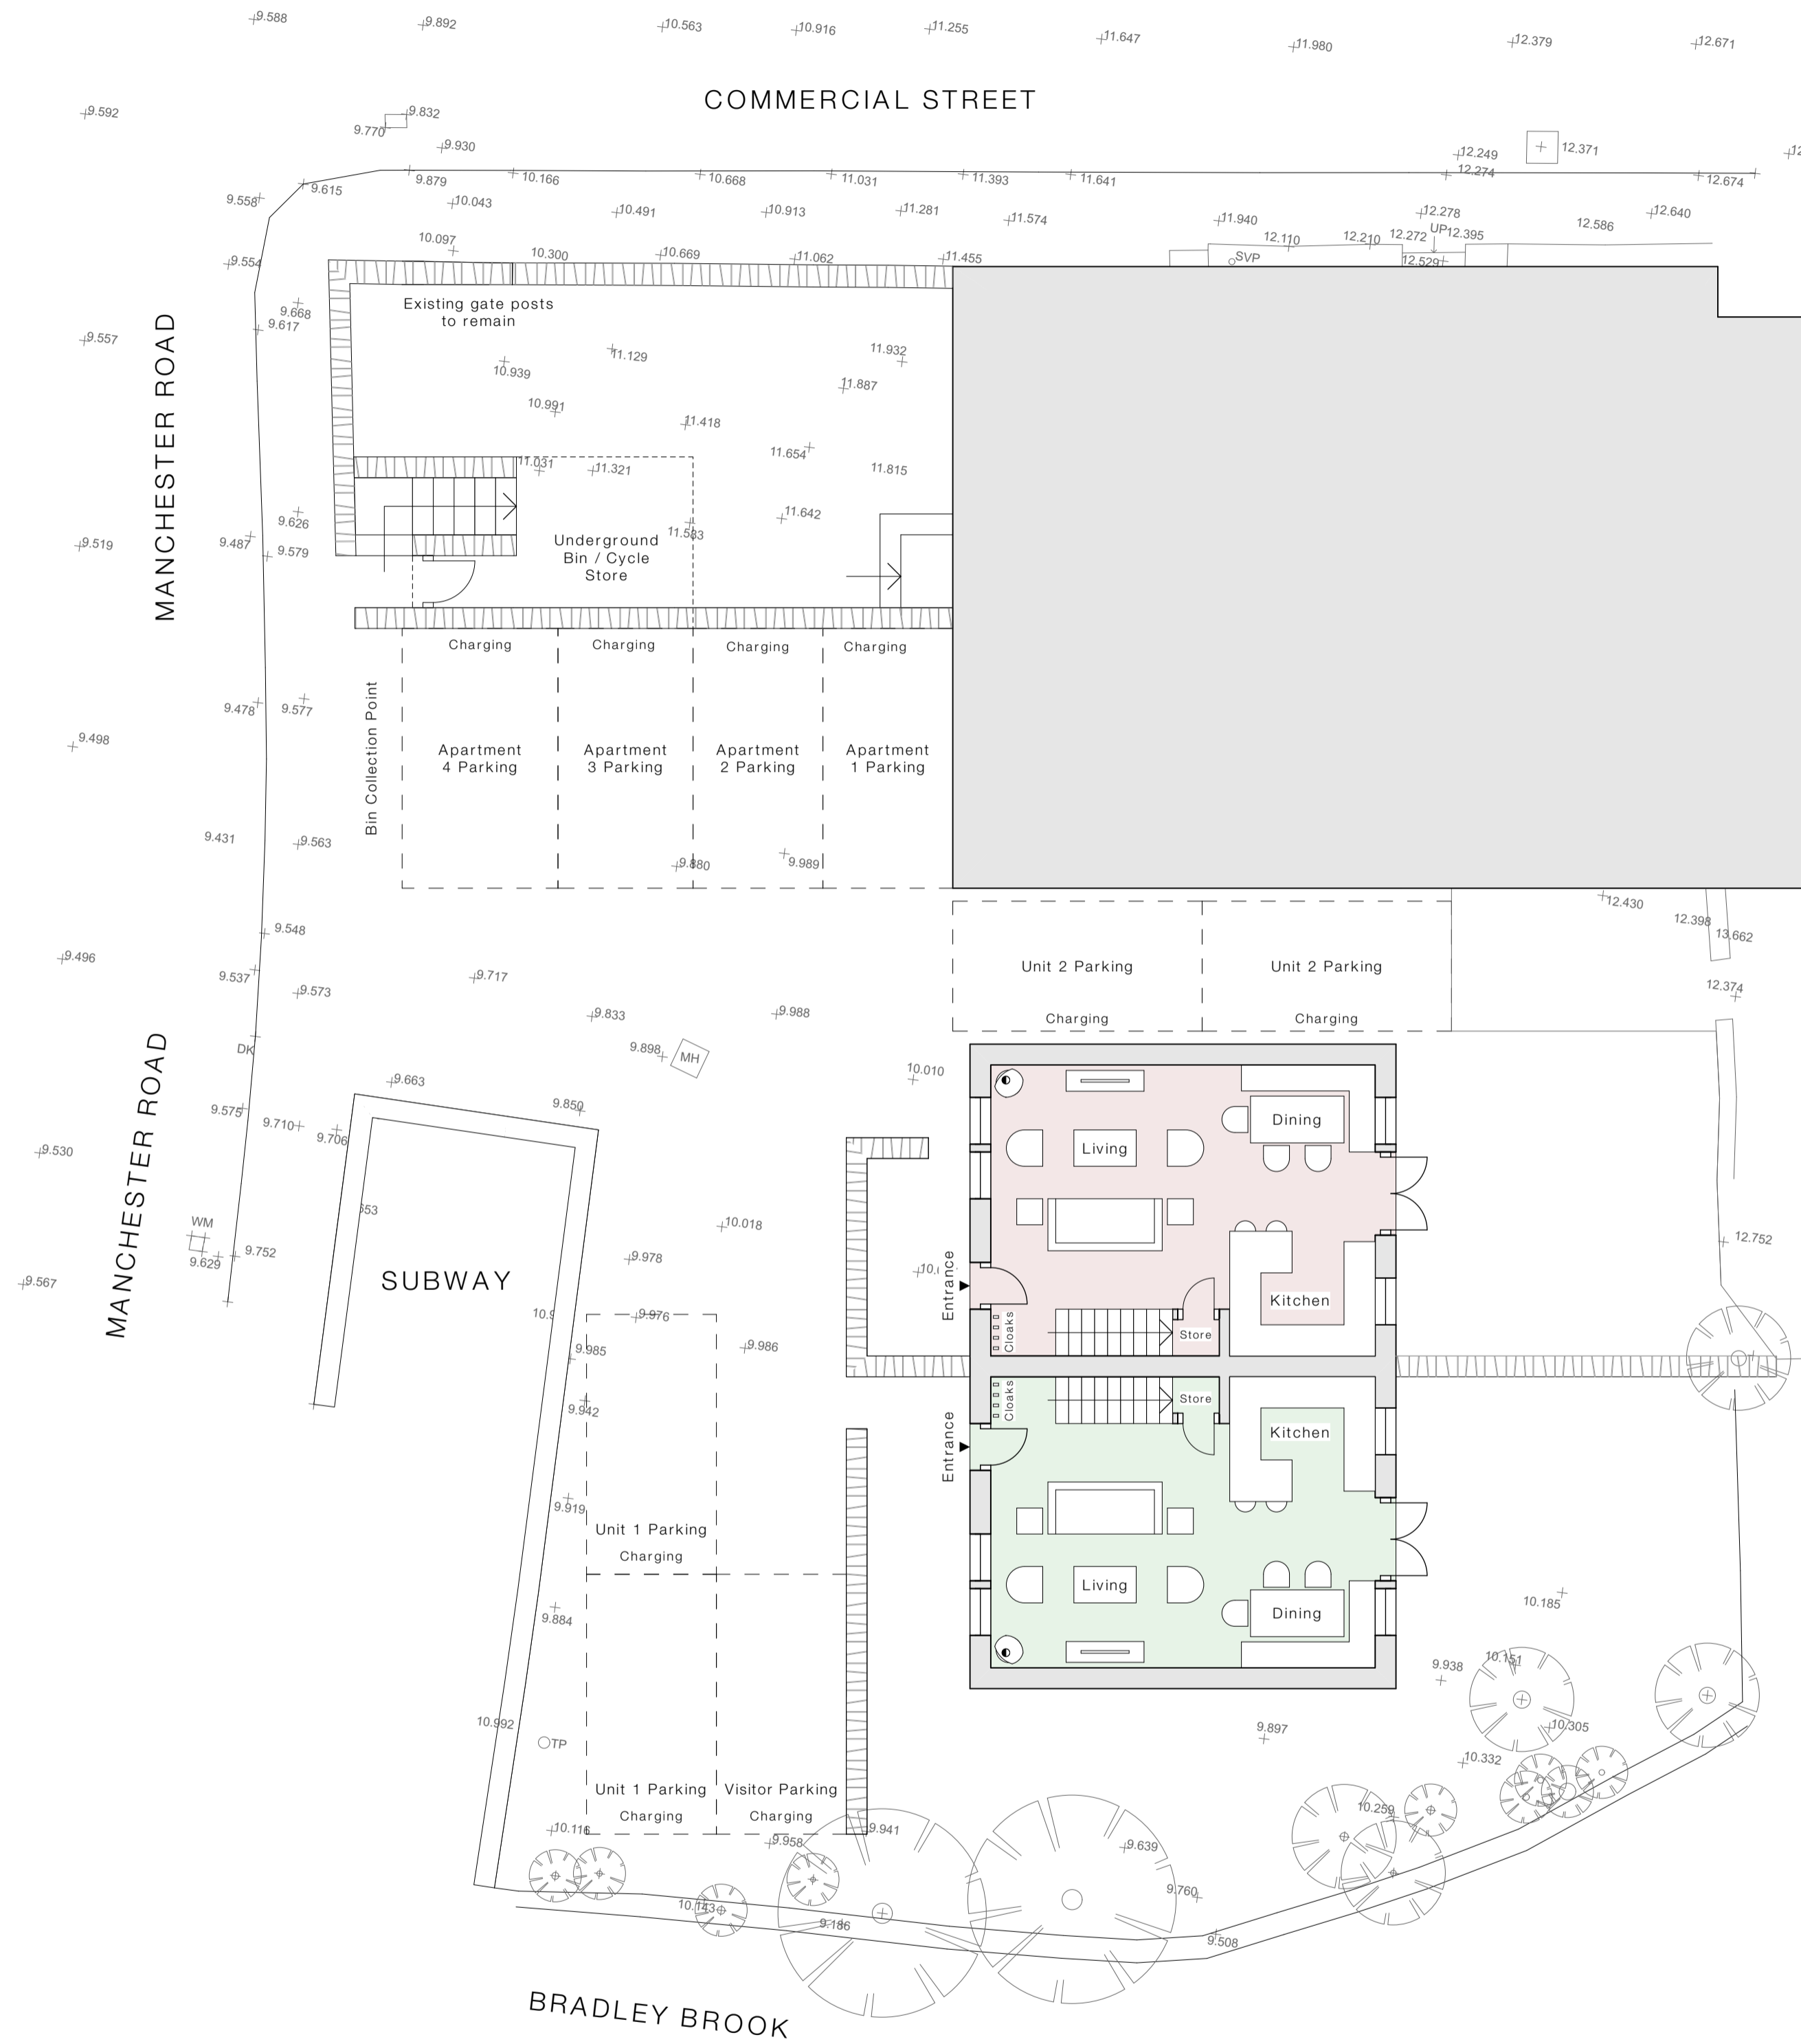 9.588
9.892
10.563
10.916
11.255
11.647
11.980
12.379
12.671
COMMERCIAL STREET
9.592
9.832
9.770
9.930
12.249
12.371
12.274
9.615
9.879
10.166
10.668
11.031
11.393
11.641
12.674
9.558
10.043
10.491
10.913
11.281
11.574
11.940
12.278
12.640
12.586
UP
12.395
12.110
12.210
12.272
12.529
SVP
9.554
10.097
10.300
10.669
11.062
11.455
Existing gate posts
to remain
9.668
9.617
9.557
MANCHESTER ROAD
10.939
11.129
11.932
11.887
10.991
11.418
11.654
11.815
11.031
11.321
11.642
11.533
9.626
9.487
9.579
9.519
Underground
Bin / Cycle
Store
Charging
Charging
Charging
Charging
9.478
9.577
9.498
Bin Collection Point
Apartment
4 Parking
Apartment
3 Parking
Apartment
2 Parking
Apartment
1 Parking
9.431
9.563
9.880
9.989
9.548
9.496
9.537
9.573
9.717
9.833
9.988
Unit 2 Parking
Charging
Unit 2 Parking
Charging
12.430
12.398
13.662
12.374
DK
9.898
MH
10.010
9.663
9.850
9.575
9.710
9.706
9.530
MANCHESTER ROAD
WM
9.752
9.629
9.567
SUBWAY
10.018
9.978
9.976
9.985
9.986
9.942
9.919
9.884
10.992
TP
Unit 1 Parking
Charging
Unit 1 Parking
Charging
Visitor Parking
Charging
Living
Dining
Kitchen
Entrance
Cloaks
Store
12.752
Cloaks
Store
Kitchen
Entrance
Living
Dining
10.185
9.938
10.151
10.305
10.332
9.897
10.259
10.116
9.958
9.941
9.639
9.760
10.143
9.186
9.508
BRADLEY BROOK